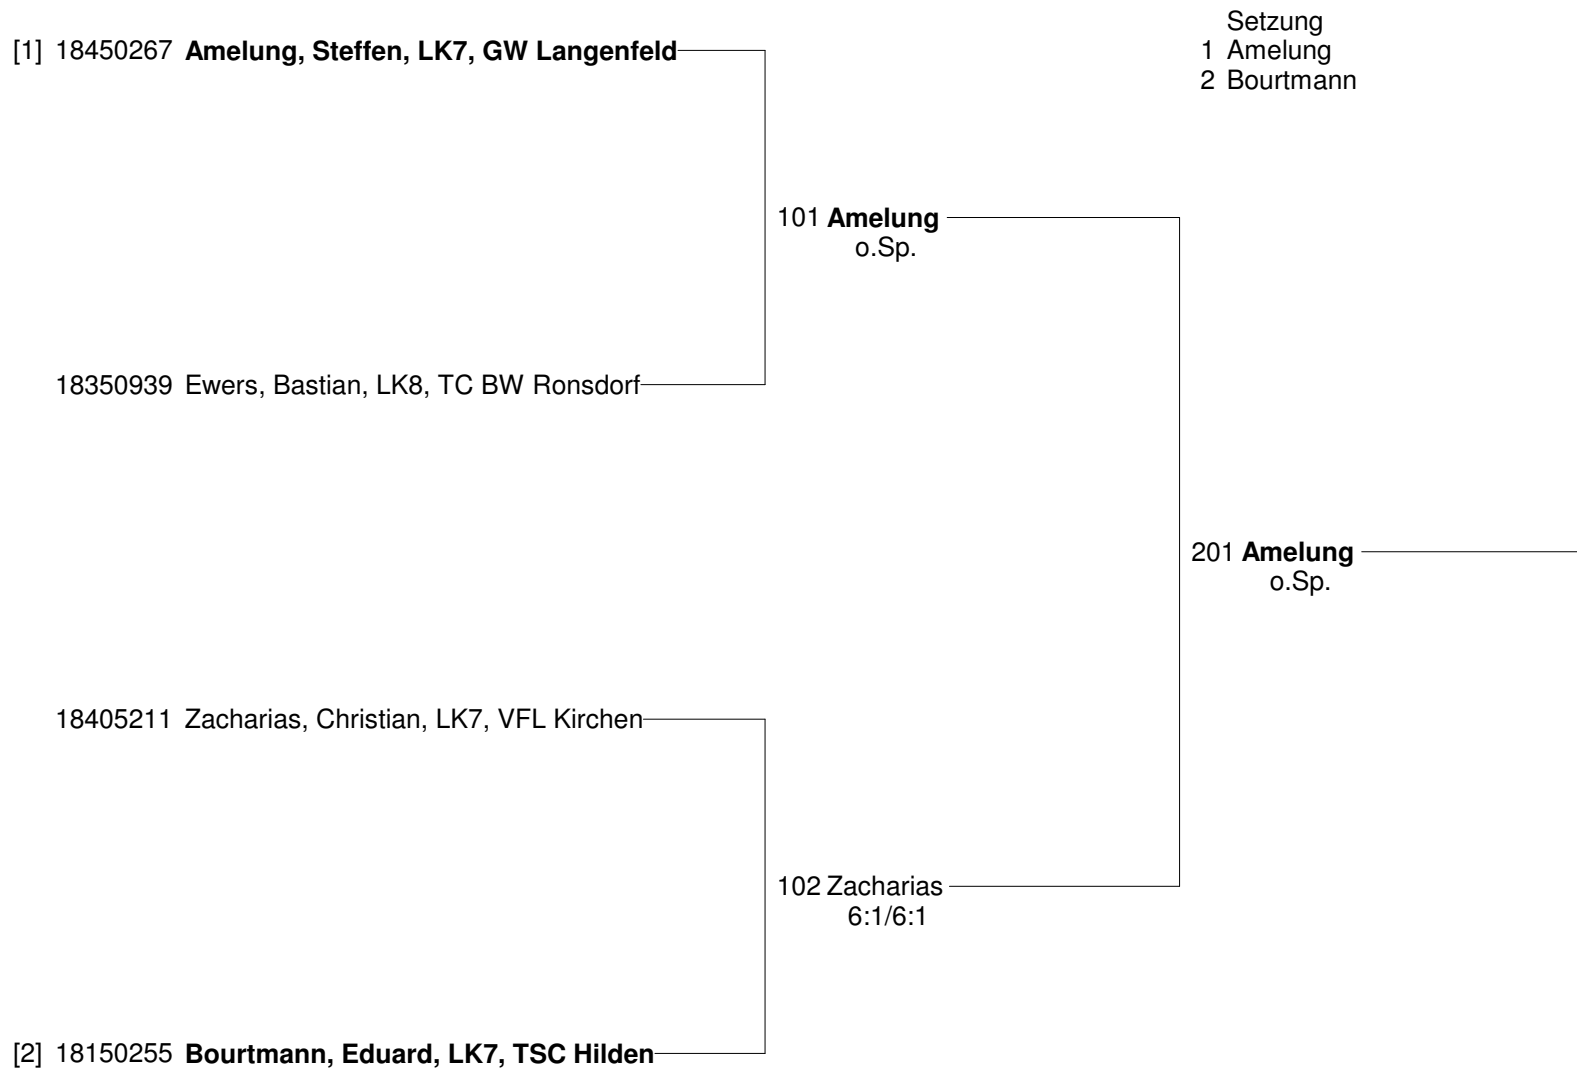 Setzung
[1] 18450267 Amelung, Steffen, LK7, GW Langenfeld
1 Amelung
2 Bourtmann
101 Amelung
o.Sp.
18350939 Ewers, Bastian, LK8, TC BW Ronsdorf
201 Amelung
o.Sp.
18405211 Zacharias, Christian, LK7, VFL Kirchen
102 Zacharias
6:1/6:1
[2] 18150255 Bourtmann, Eduard, LK7, TSC Hilden